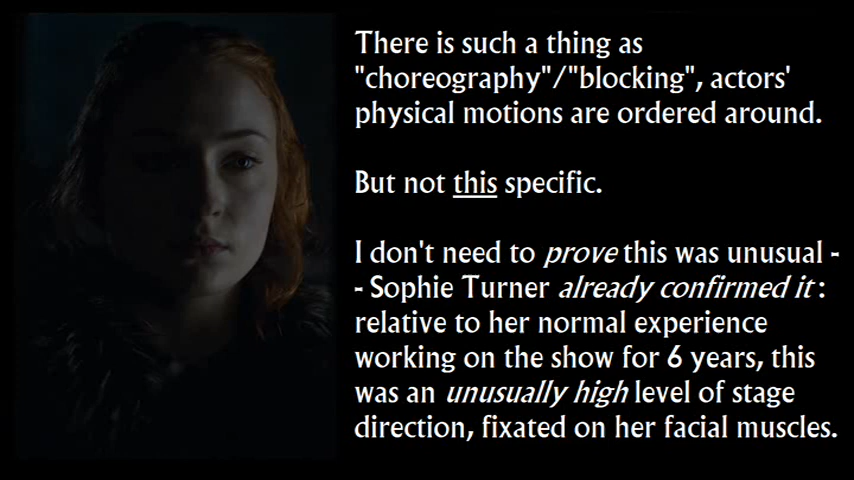 There is such a thing as
"choreography"/"blocking", actors'
physical motions are ordered around.
But not this specific.
I don't need to prove this was unusual -
- Sophie Turner already confirmed it:
relative to her normal experience
working on the show for 6 years, this
was an unusually high level of stage
direction, fixated on her facial muscles.